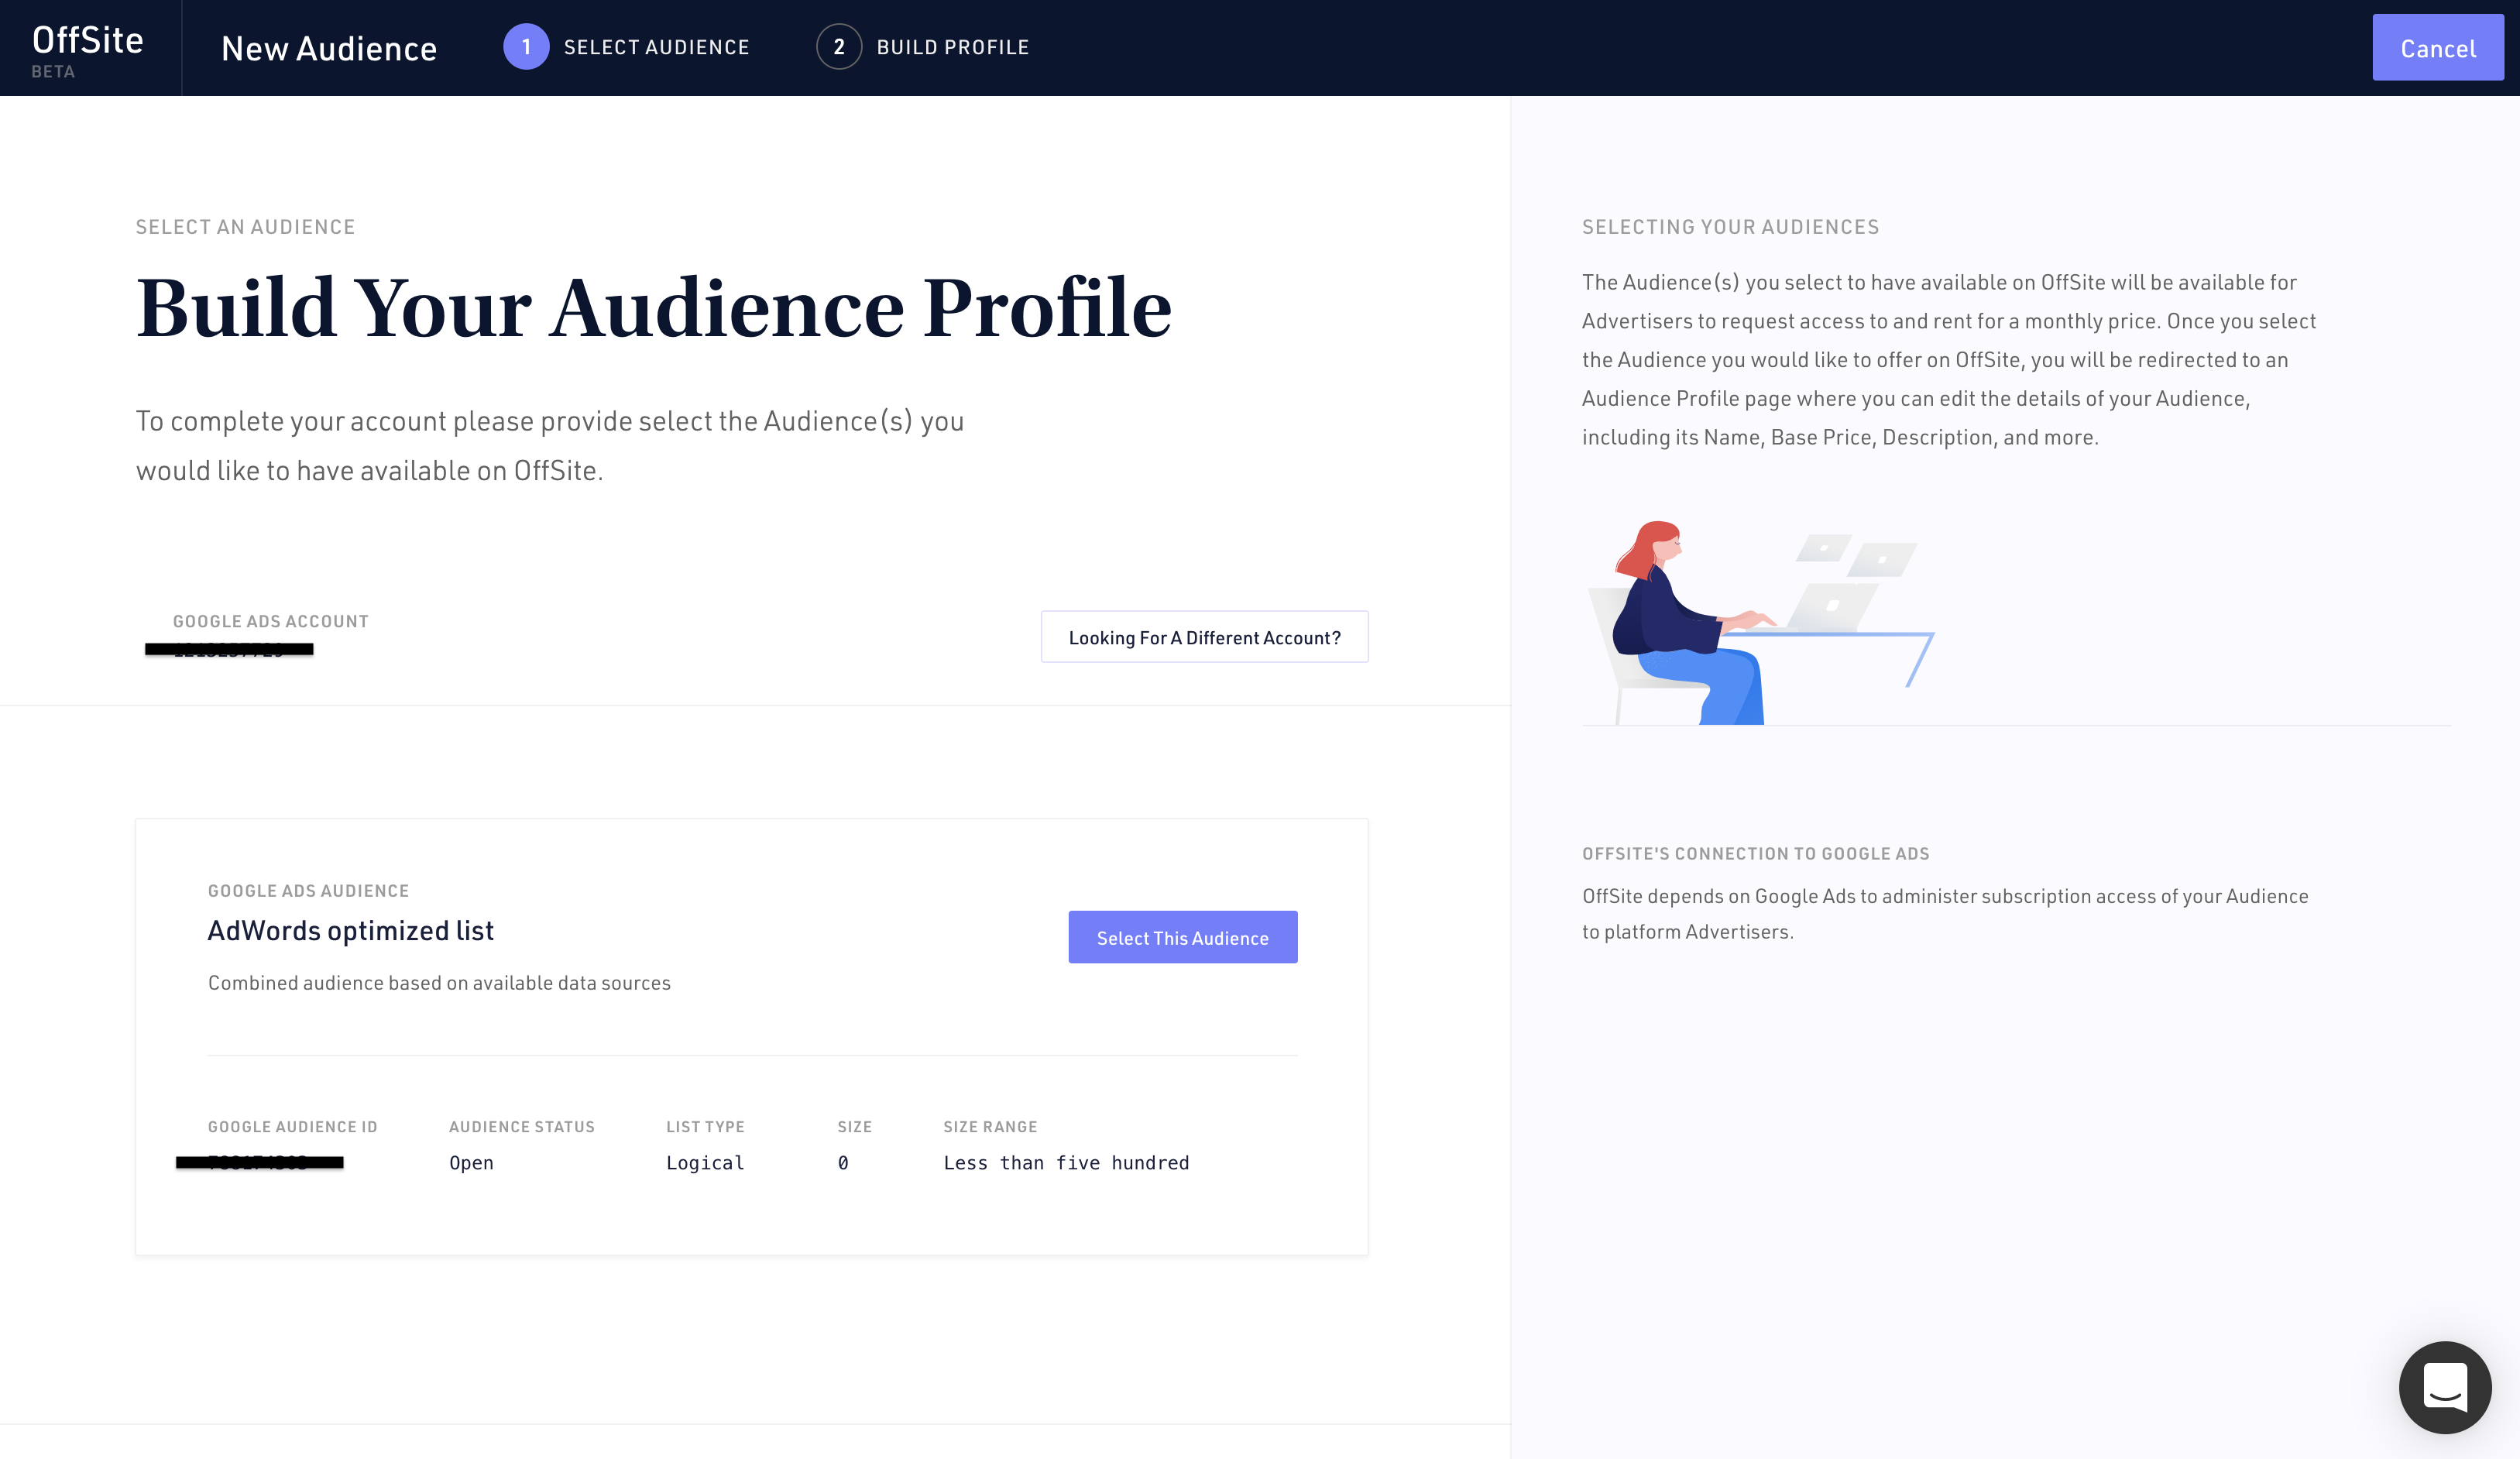 OffSite
BETA
New Audience
1 SELECT AUDIENCE
2 BUILD PROFILE
Cancel
SELECT AN AUDIENCE
Build Your Audience Profile
To complete your account please provide select the Audience(s) you
would like to have available on OffSite.
GOOGLE ADS ACCOUNT
Looking For A Different Account?
GOOGLE ADS AUDIENCE
AdWords optimized list
Combined audience based on available data sources
Select This Audience
GOOGLE AUDIENCE ID
AUDIENCE STATUS
LIST TYPE
SIZE
SIZE RANGE
Open
Logical
0
Less than five hundred
SELECTING YOUR AUDIENCES
The Audience(s) you select to have available on OffSite will be available for
Advertisers to request access to and rent for a monthly price. Once you select
the Audience you would like to offer on OffSite, you will be redirected to an
Audience Profile page where you can edit the details of your Audience,
including its Name, Base Price, Description, and more.
OFFSITE'S CONNECTION TO GOOGLE ADS
OffSite depends on Google Ads to administer subscription access of your Audience
to platform Advertisers.